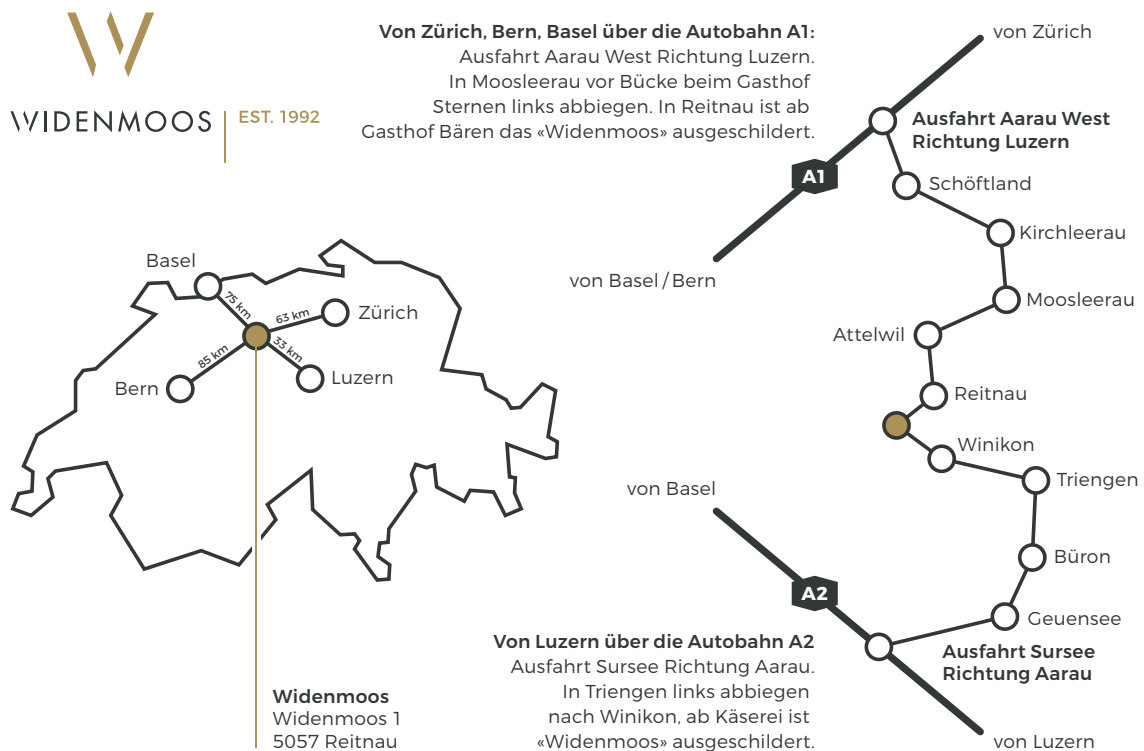 WIDENMOOS
EST. 1992
Von Zürich, Bern, Basel über die Autobahn A1:
Ausfahrt Aarau West Richtung Luzern.
In Moosleerau vor Bücke beim Gasthof
Sternen links abbiegen. In Reitnau ist ab
Gasthof Bären das «Widenmoos» ausgeschildert.
von Zürich
Ausfahrt Aarau West
Richtung Luzern
A1
Schöftland
Kirchleerau
von Basel / Bern
Moosleerau
Attelwil
Reitnau
Winikon
Triengen
von Basel
Büron
A2
Geuensee
Ausfahrt Sursee
Richtung Aarau
von Luzern
Basel
75 km
63 km
Zürich
85 km
33 km
Bern
Luzern
Von Luzern über die Autobahn A2
Ausfahrt Sursee Richtung Aarau.
In Triengen links abbiegen
nach Winikon, ab Käserei ist
«Widenmoos» ausgeschildert.
Widenmoos
Widenmoos 1
5057 Reitnau